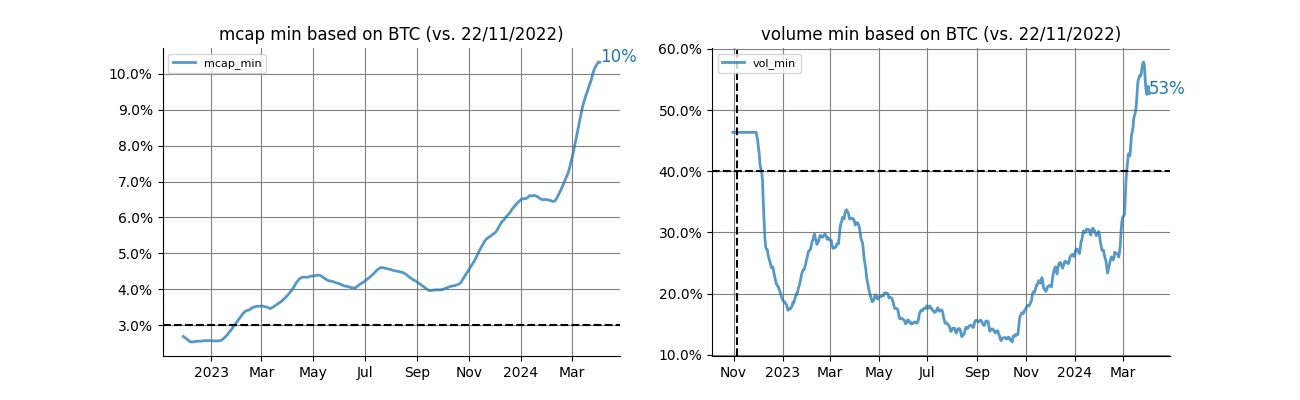 mcap min based on BTC (vs. 22/11/2022)
mcap_min
10%
10.0%
9.0%
8.0%
7.0%
6.0%
5.0%
4.0%
3.0%
2023 Mar May Jul Sep Nov 2024 Mar
volume min based on BTC (vs. 22/11/2022)
vol_min
53%
60.0%
50.0%
40.0%
30.0%
20.0%
10.0%
Nov 2023 Mar May Jul Sep Nov 2024 Mar